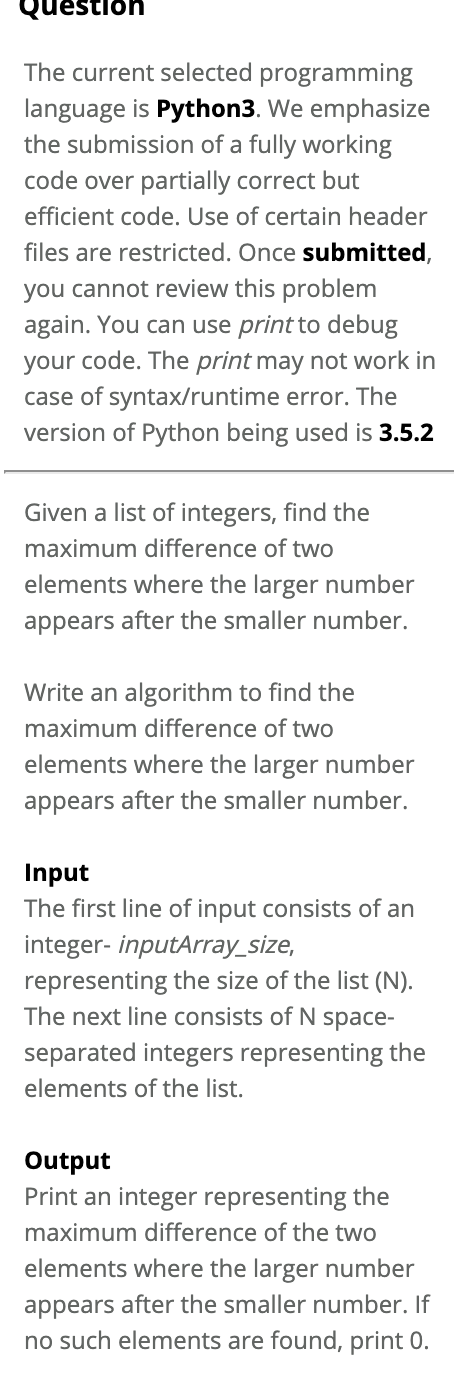 Question
The current selected programming
language is Python3. We emphasize
the submission of a fully working
code over partially correct but
efficient code. Use of certain header
files are restricted. Once submitted,
you cannot review this problem
again. You can use print to debug
your code. The print may not work in
case of syntax/runtime error. The
version of Python being used is 3.5.2
Given a list of integers, find the
maximum difference of two
elements where the larger number
appears after the smaller number.
Write an algorithm to find the
maximum difference of two
elements where the larger number
appears after the smaller number.
Input
The first line of input consists of an
integer- inputArray_size,
representing the size of the list (N).
The next line consists of N space-
separated integers representing the
elements of the list.
Output
Print an integer representing the
maximum difference of the two
elements where the larger number
appears after the smaller number. If
no such elements are found, print 0.